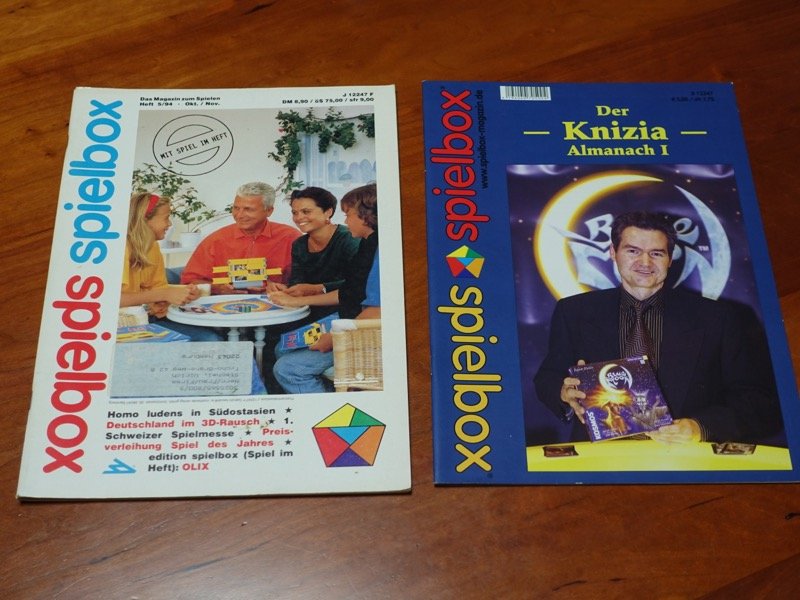 Das Magazin zum Spielen
Heft 5/94 · Okt. / Nov.
J 12247 F
DM 8,90 / öS 75,00 / sfr 9,00
spielbox spielbox
MIT SPIEL IM HEFT
Homo ludens in Südostasien ★
Deutschland im 3D-Rausch ★ 1.
Schweizer Spielmesse ★ Preis-
verleihung Spiel des Jahres ★
edition spielbox (Spiel im
Heft): OLIX
spielbox spielbox
www.spielbox-magazin.de
Der
— Knizia —
Almanach I
KOSMOS